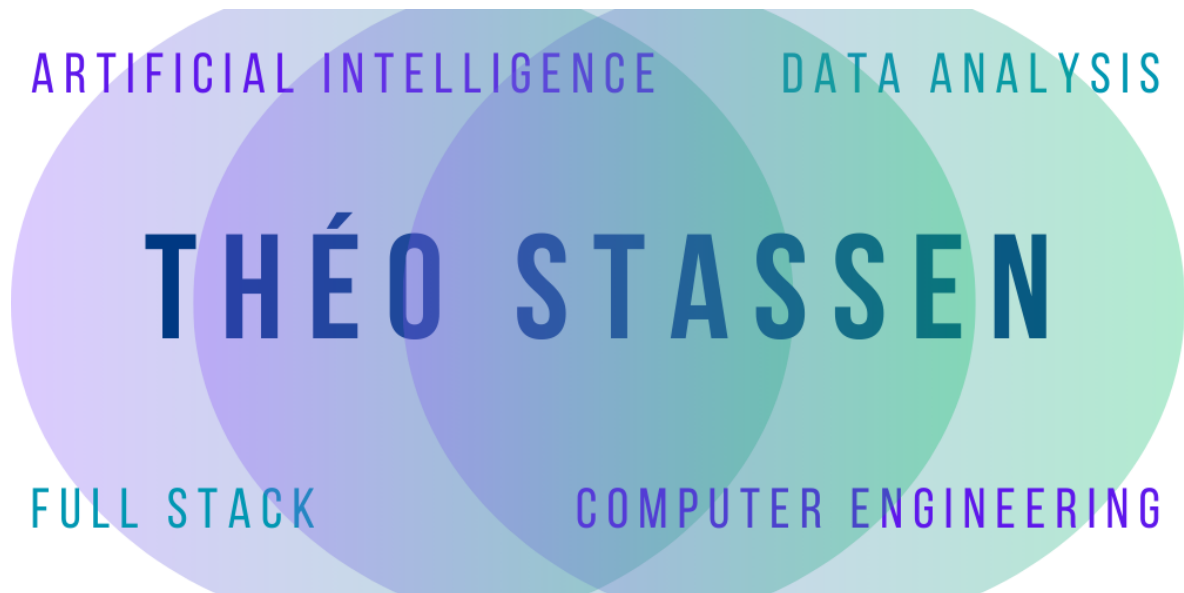 ARTIFICIAL INTELLIGENCE
DATA ANALYSIS
THÉO STASSEN
FULL STACK
COMPUTER ENGINEERING